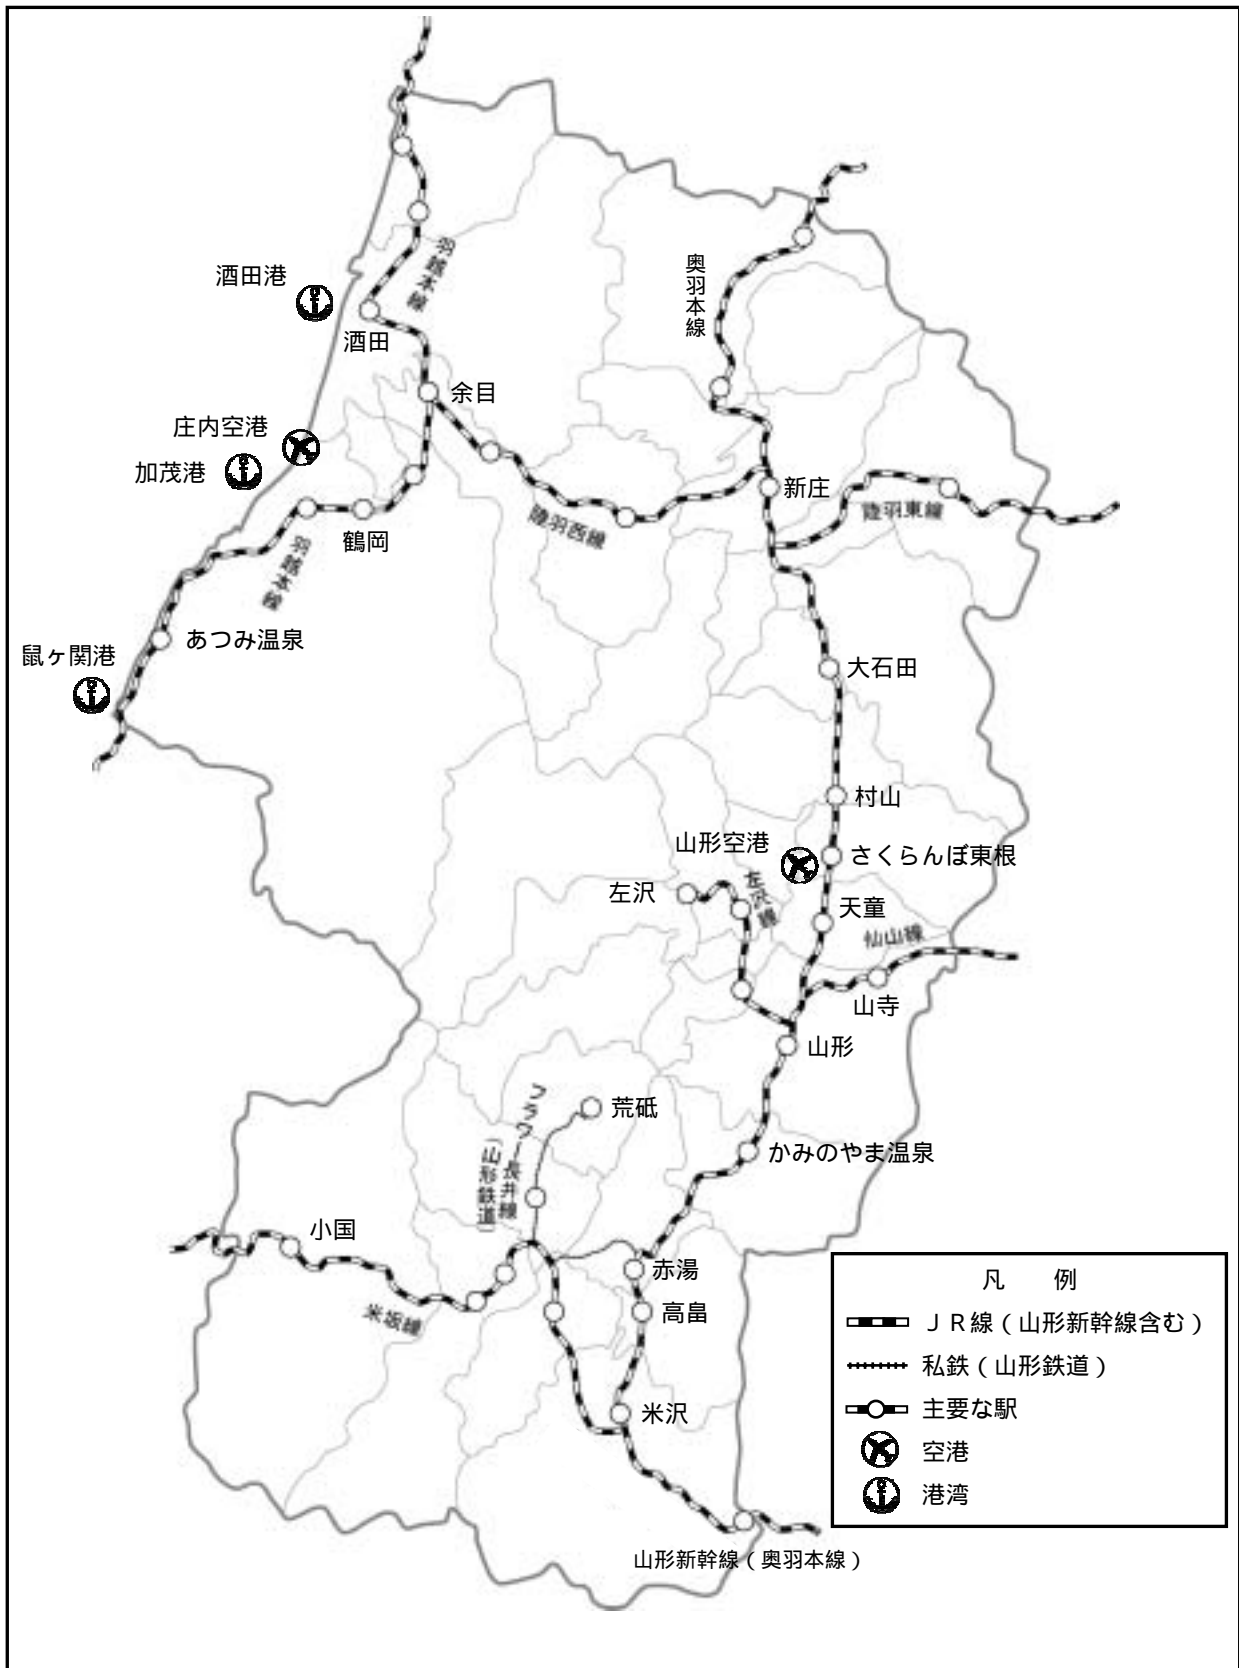 酒田港
羽越本線
酒田
奥羽本線
余目
庄内空港
加茂港
新庄
陸羽西線
陸羽東線
鶴岡
羽越本線
あつみ温泉
鼠ヶ関港
大石田
村山
山形空港
さくらんぼ東根
左沢
左沢線
天童
仙山線
山寺
山形
フラワー長井線
(山形鉄道)
荒砥
かみのやま温泉
小国
赤湯
高畠
米坂線
米沢
山形新幹線(奥羽本線)
凡 例
JR線(山形新幹線含む)
私鉄(山形鉄道)
主要な駅
空港
港湾